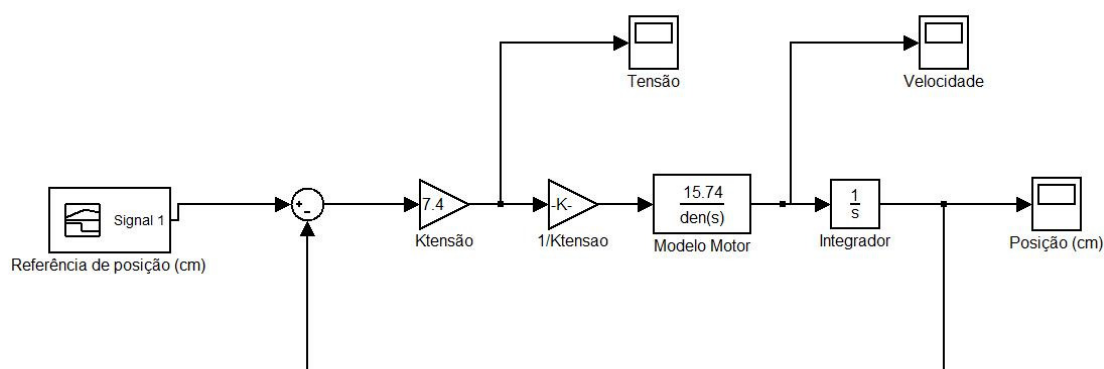 Tensão
Velocidade
Signal 1
Referência de posição (cm)
+
-
7.4
Ktensão
-K-
1/Ktensao
15.74
den(s)
Modelo Motor
1
s
Integrador
Posição (cm)